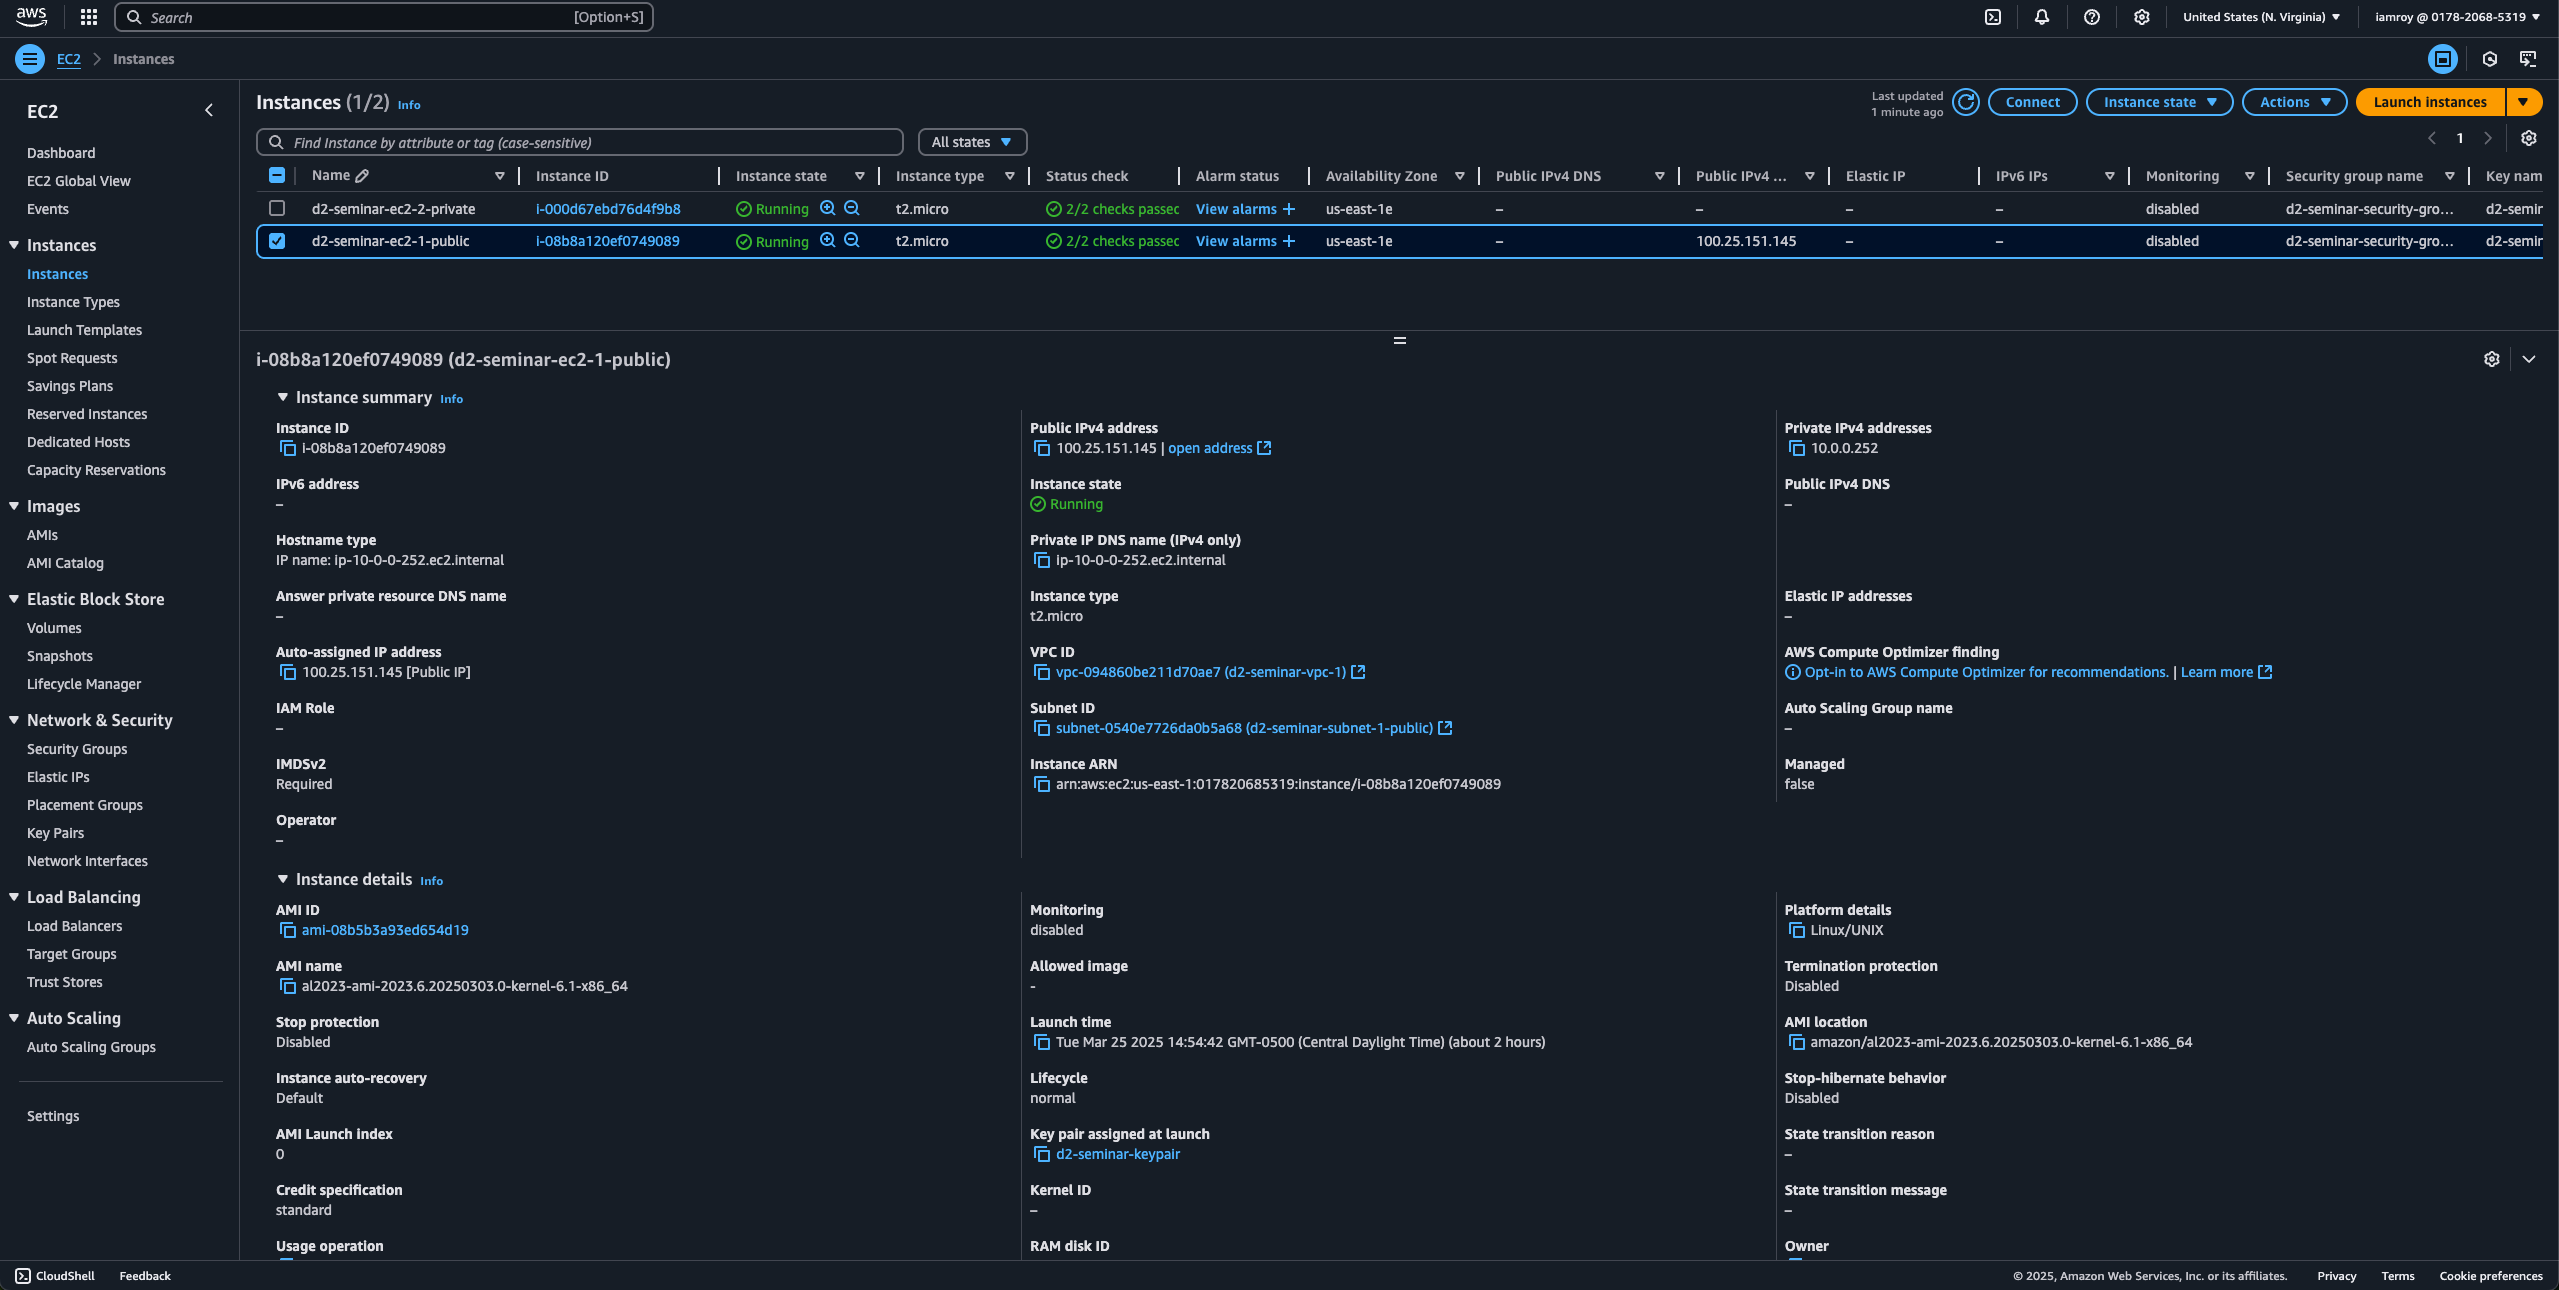 aws
Search [Option+S]
United States (N. Virginia)
iamroy @ 0178-2068-5319
EC2 Instances
EC2
Dashboard
EC2 Global View
Events
Instances
Instances
Instance Types
Launch Templates
Spot Requests
Savings Plans
Reserved Instances
Dedicated Hosts
Capacity Reservations
Images
AMIs
AMI Catalog
Elastic Block Store
Volumes
Snapshots
Lifecycle Manager
Network & Security
Security Groups
Elastic IPs
Placement Groups
Key Pairs
Network Interfaces
Load Balancing
Load Balancers
Target Groups
Trust Stores
Auto Scaling
Auto Scaling Groups
Settings
Instances (1/2) Info
Last updated
1 minute ago
Connect
Instance state
Actions
Launch instances
Find Instance by attribute or tag (case-sensitive)
All states
1
Name Instance ID Instance state Instance type Status check Alarm status Availability Zone Public IPv4 DNS Public IPv4 ... Elastic IP IPv6 IPs Monitoring Security group name Key nam
d2-seminar-ec2-2-private i-000d67ebd76d4f9b8 Running t2.micro 2/2 checks passec View alarms + us-east-1e – – – – disabled d2-seminar-security-gro... d2-semir
d2-seminar-ec2-1-public i-08b8a120ef0749089 Running t2.micro 2/2 checks passec View alarms + us-east-1e – 100.25.151.145 – – disabled d2-seminar-security-gro... d2-semir
i-08b8a120ef0749089 (d2-seminar-ec2-1-public)
Instance summary Info
Instance ID
i-08b8a120ef0749089
Public IPv4 address
100.25.151.145 | open address
Private IPv4 addresses
10.0.0.252
IPv6 address
–
Instance state
Running
Public IPv4 DNS
–
Hostname type
IP name: ip-10-0-0-252.ec2.internal
Private IP DNS name (IPv4 only)
ip-10-0-0-252.ec2.internal
Answer private resource DNS name
–
Instance type
t2.micro
Elastic IP addresses
–
Auto-assigned IP address
100.25.151.145 [Public IP]
VPC ID
vpc-094860be211d70ae7 (d2-seminar-vpc-1)
AWS Compute Optimizer finding
Opt-in to AWS Compute Optimizer for recommendations. | Learn more
IAM Role
–
Subnet ID
subnet-0540e7726da0b5a68 (d2-seminar-subnet-1-public)
Auto Scaling Group name
–
IMDSv2
Required
Instance ARN
arn:aws:ec2:us-east-1:017820685319:instance/i-08b8a120ef0749089
Managed
false
Operator
–
Instance details Info
AMI ID
ami-08b5b3a93ed654d19
Monitoring
disabled
Platform details
Linux/UNIX
AMI name
al2023-ami-2023.6.20250303.0-kernel-6.1-x86_64
Allowed image
-
Termination protection
Disabled
Stop protection
Disabled
Launch time
Tue Mar 25 2025 14:54:42 GMT-0500 (Central Daylight Time) (about 2 hours)
AMI location
amazon/al2023-ami-2023.6.20250303.0-kernel-6.1-x86_64
Instance auto-recovery
Default
Lifecycle
normal
Stop-hibernate behavior
Disabled
AMI Launch index
0
Key pair assigned at launch
d2-seminar-keypair
State transition reason
–
Credit specification
standard
Kernel ID
–
State transition message
–
Usage operation
RAM disk ID
Owner
CloudShell
Feedback
© 2025, Amazon Web Services, Inc. or its affiliates.
Privacy
Terms
Cookie preferences